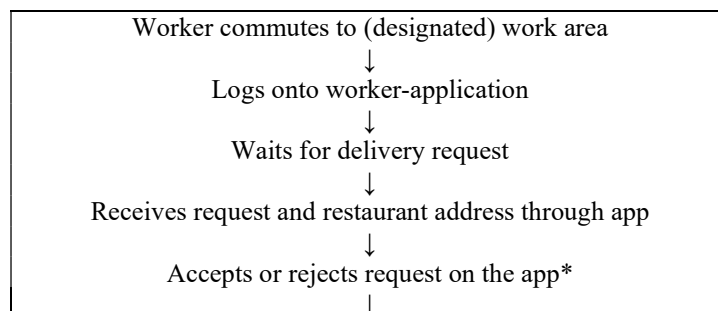 Worker commutes to (designated) work area
↓
Logs onto worker-application
↓
Waits for delivery request
↓
Receives request and restaurant address through app
↓
Accepts or rejects request on the app*